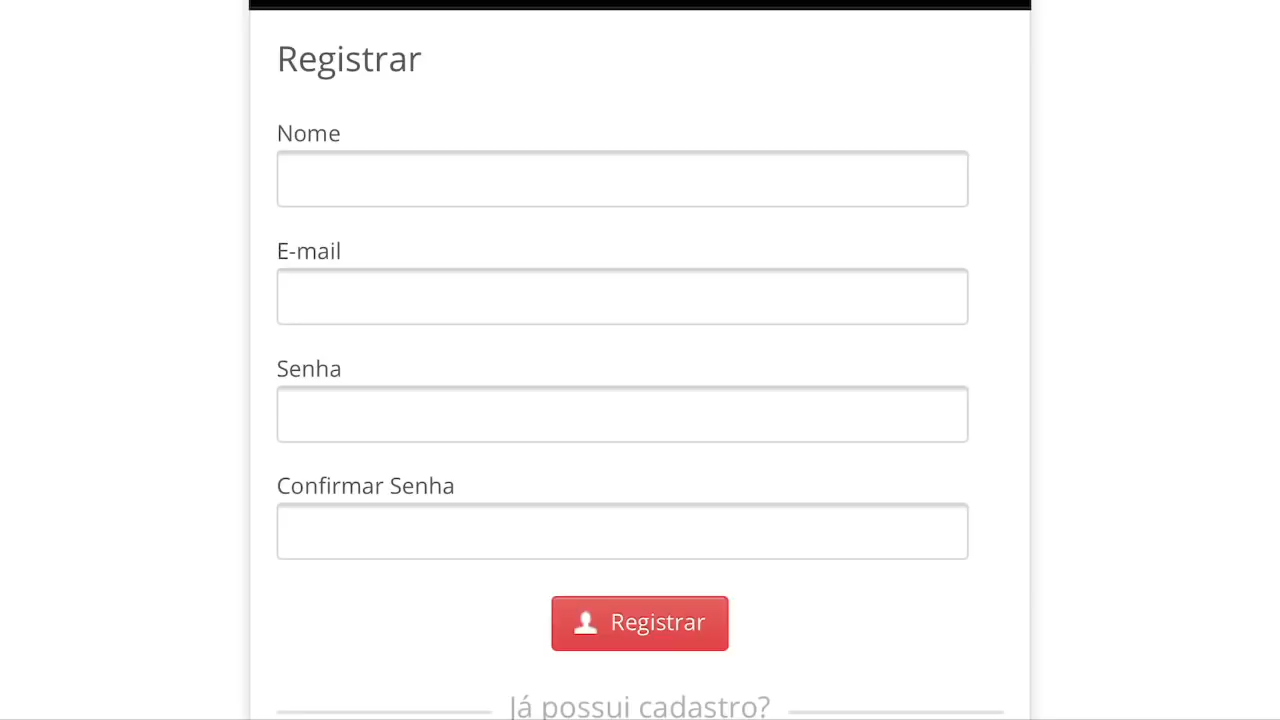 Registrar
Nome
E-mail
Senha
Confirmar Senha
Registrar
Já possui cadastro?